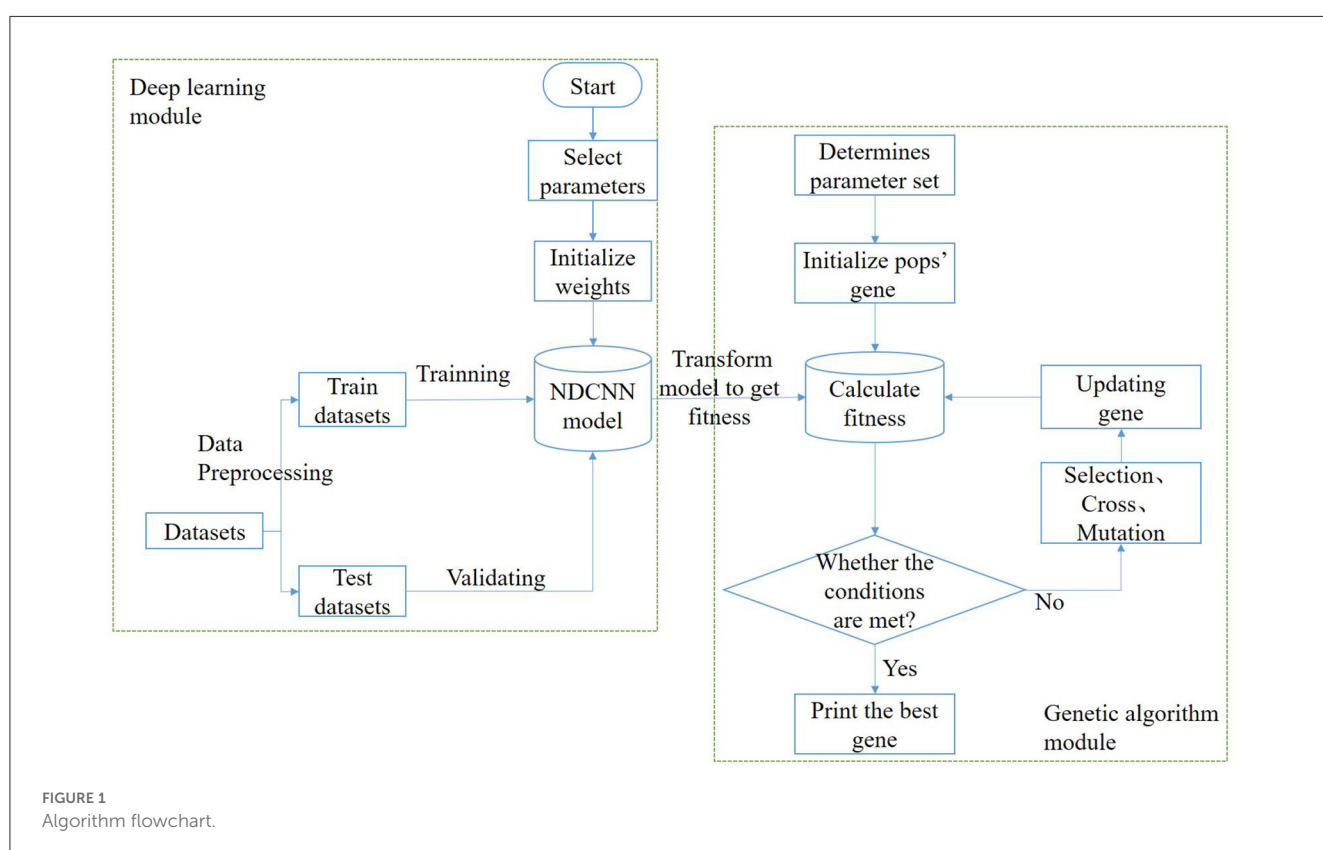 Deep learning
module
Start
Select
parameters
Initialize
weights
NDCNN
model
Train
datasets
Trainning
Data
Preprocessing
Datasets
Test
datasets
Validating
Transform
model to get
fitness
Determines
parameter set
Initialize pops’
gene
Calculate
fitness
Updating
gene
Selection、
Cross、
Mutation
Whether the
conditions
are met?
No
Yes
Print the best
gene
Genetic algorithm
module
FIGURE 1
Algorithm flowchart.